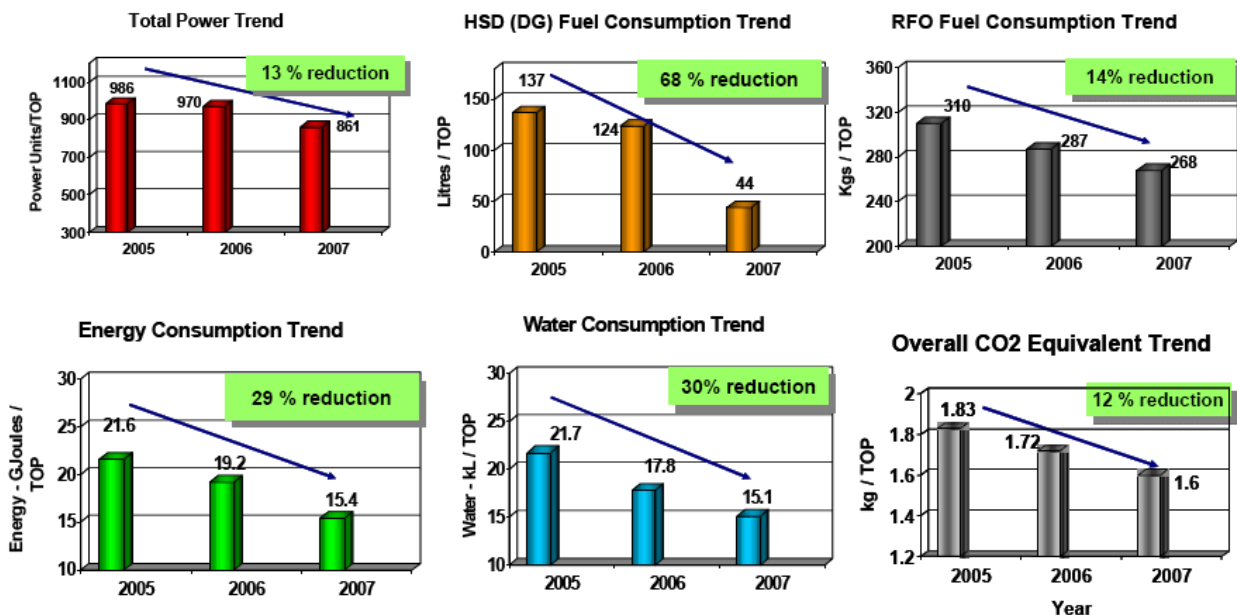 Total Power Trend
13 % reduction
Power Units/TOP
1100
900
700
500
300
986
970
861
2005 2006 2007
HSD (DG) Fuel Consumption Trend
68 % reduction
Litres / TOP
150
100
50
0
137
124
44
2005 2006 2007
RFO Fuel Consumption Trend
14% reduction
Kgs / TOP
360
320
280
240
200
310
287
268
2005 2006 2007
Energy Consumption Trend
29 % reduction
Energy - GJoules /
TOP
30
25
20
15
10
21.6
19.2
15.4
2005 2006 2007
Water Consumption Trend
30% reduction
Water - kL / TOP
30
25
20
15
10
21.7
17.8
15.1
2005 2006 2007
Overall CO2 Equivalent Trend
12 % reduction
kg / TOP
2
1.8
1.6
1.4
1.2
1.83
1.72
1.6
2005 2006 2007
Year